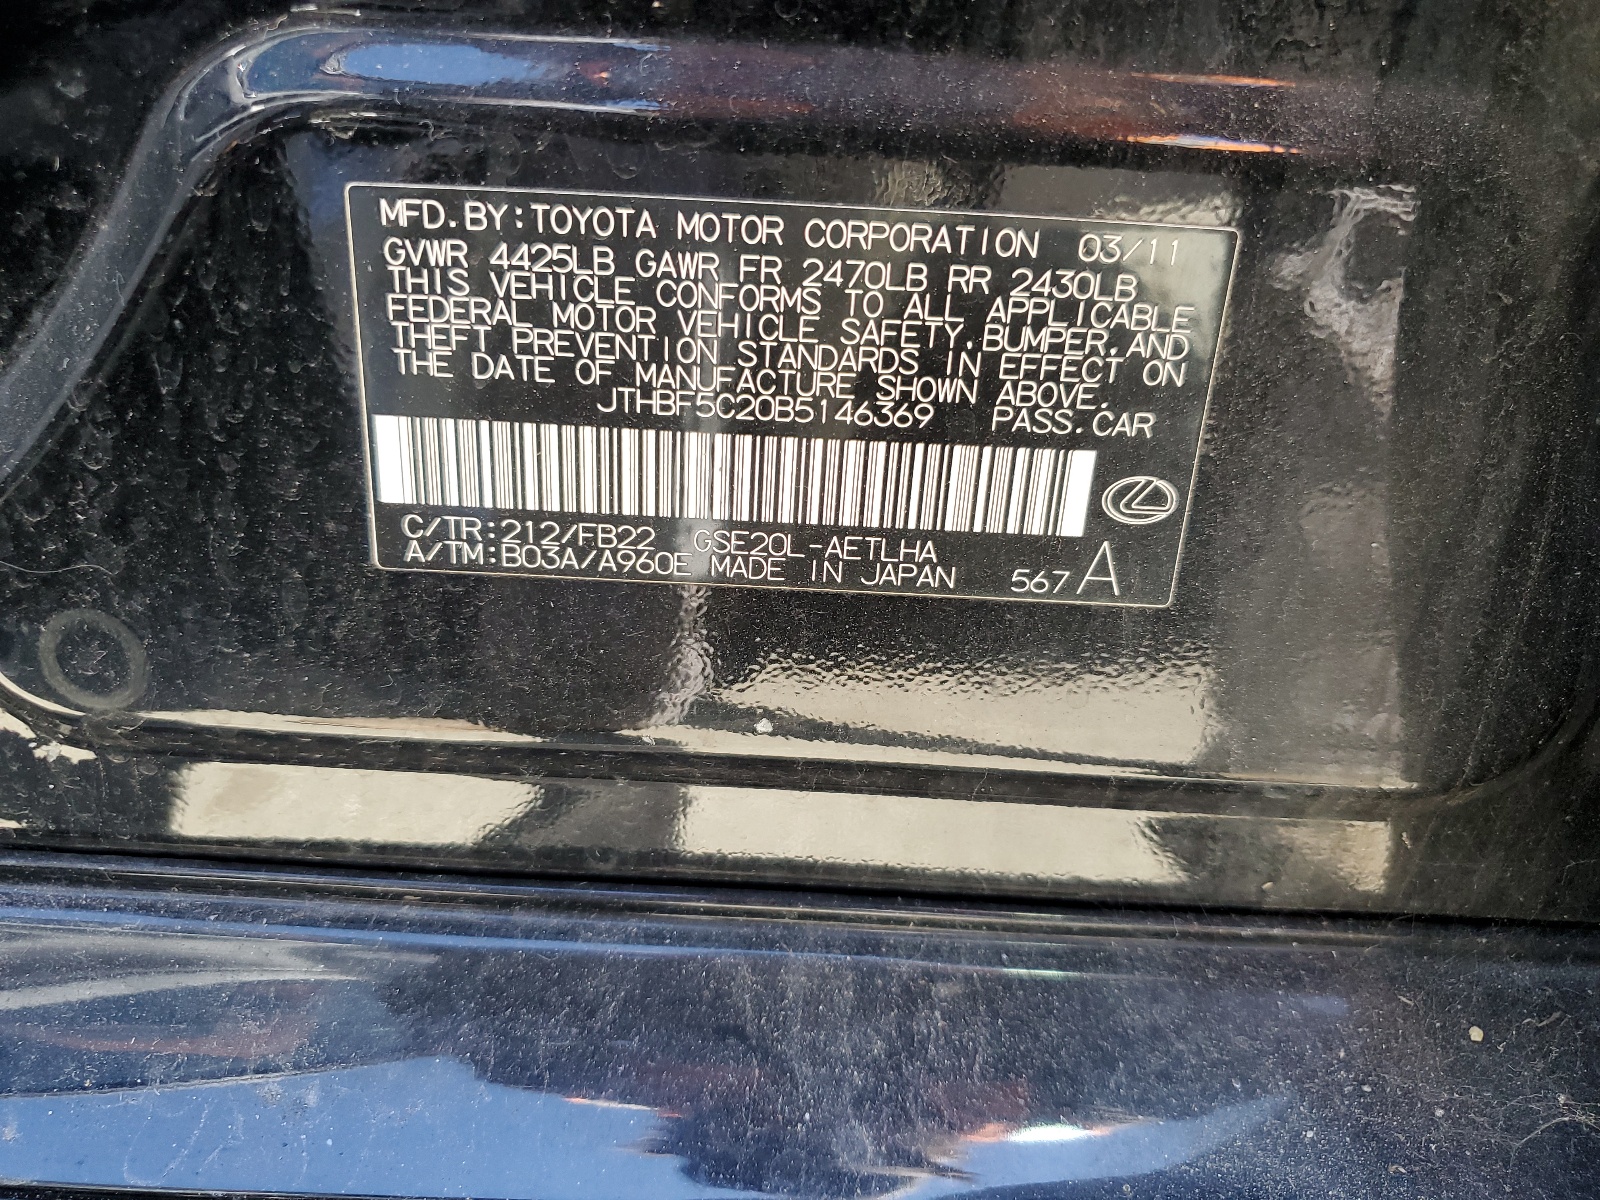 MFD.BY:TOYOTA MOTOR CORPORATION 03/11
GVWR 4425LB GAWR FR 2470LB RR 2430LB
THIS VEHICLE CONFORMS TO ALL APPLICABLE
FEDERAL MOTOR VEHICLE SAFETY,BUMPER,AND
THEFT PREVENTION STANDARDS IN EFFECT ON
THE DATE OF MANUFACTURE SHOWN ABOVE.
JTHBF5C20B5146369 PASS.CAR
C/TR:212/FB22 GSE20L-AETLHA
A/TM:B03A/A960E MADE IN JAPAN 567 A